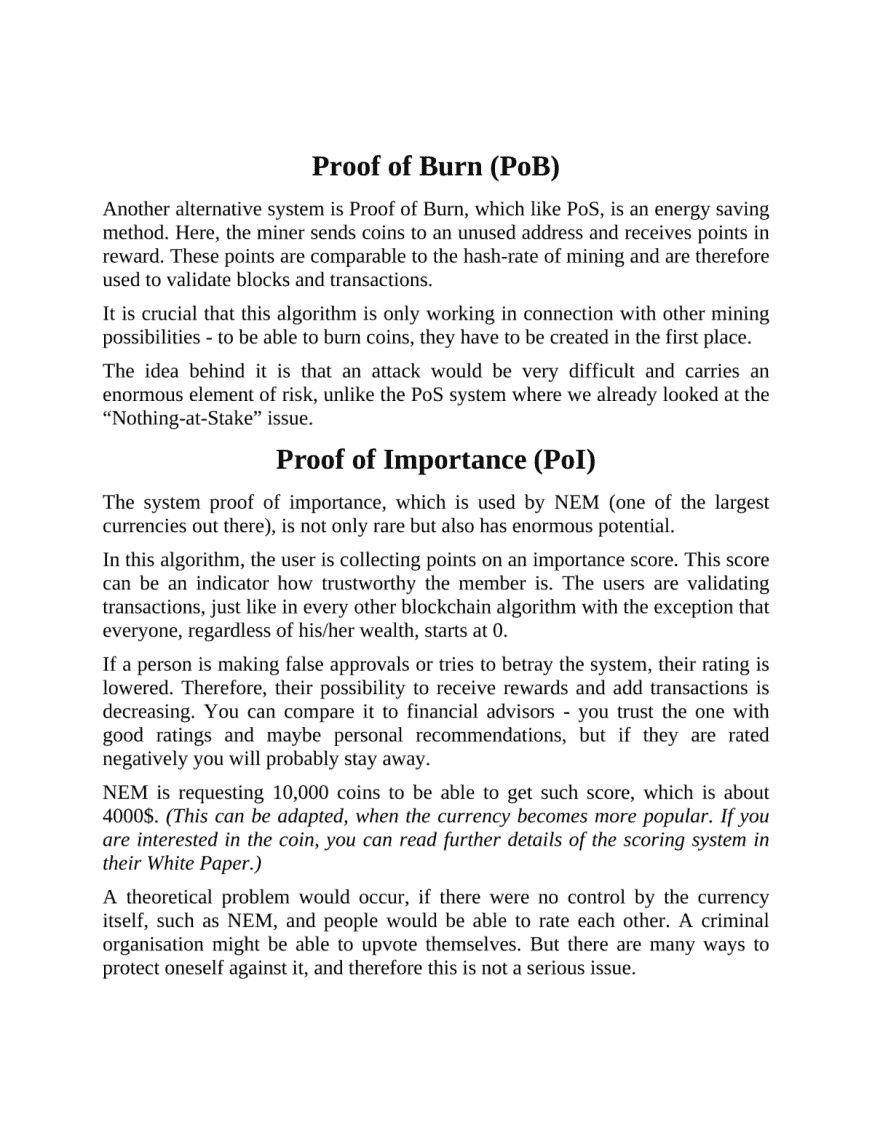 Proof of Burn (PoB)
Another alternative system is Proof of Burn, which like PoS, is an energy saving
method. Here, the miner sends coins to an unused address and receives points in
reward. These points are comparable to the hash-rate of mining and are therefore
used to validate blocks and transactions.
It is crucial that this algorithm is only working in connection with other mining
possibilities - to be able to burn coins, they have to be created in the first place.
The idea behind it is that an attack would be very difficult and carries an
enormous element of risk, unlike the PoS system where we already looked at the
“Nothing-at-Stake” issue.
Proof of Importance (PoI)
The system proof of importance, which is used by NEM (one of the largest
currencies out there), is not only rare but also has enormous potential.
In this algorithm, the user is collecting points on an importance score. This score
can be an indicator how trustworthy the member is. The users are validating
transactions, just like in every other blockchain algorithm with the exception that
everyone, regardless of his/her wealth, starts at 0.
If a person is making false approvals or tries to betray the system, their rating is
lowered. Therefore, their possibility to receive rewards and add transactions is
decreasing. You can compare it to financial advisors - you trust the one with
good ratings and maybe personal recommendations, but if they are rated
negatively you will probably stay away.
NEM is requesting 10,000 coins to be able to get such score, which is about
4000$. (This can be adapted, when the currency becomes more popular. If you
are interested in the coin, you can read further details of the scoring system in
their White Paper.)
A theoretical problem would occur, if there were no control by the currency
itself, such as NEM, and people would be able to rate each other. A criminal
organisation might be able to upvote themselves. But there are many ways to
protect oneself against it, and therefore this is not a serious issue.